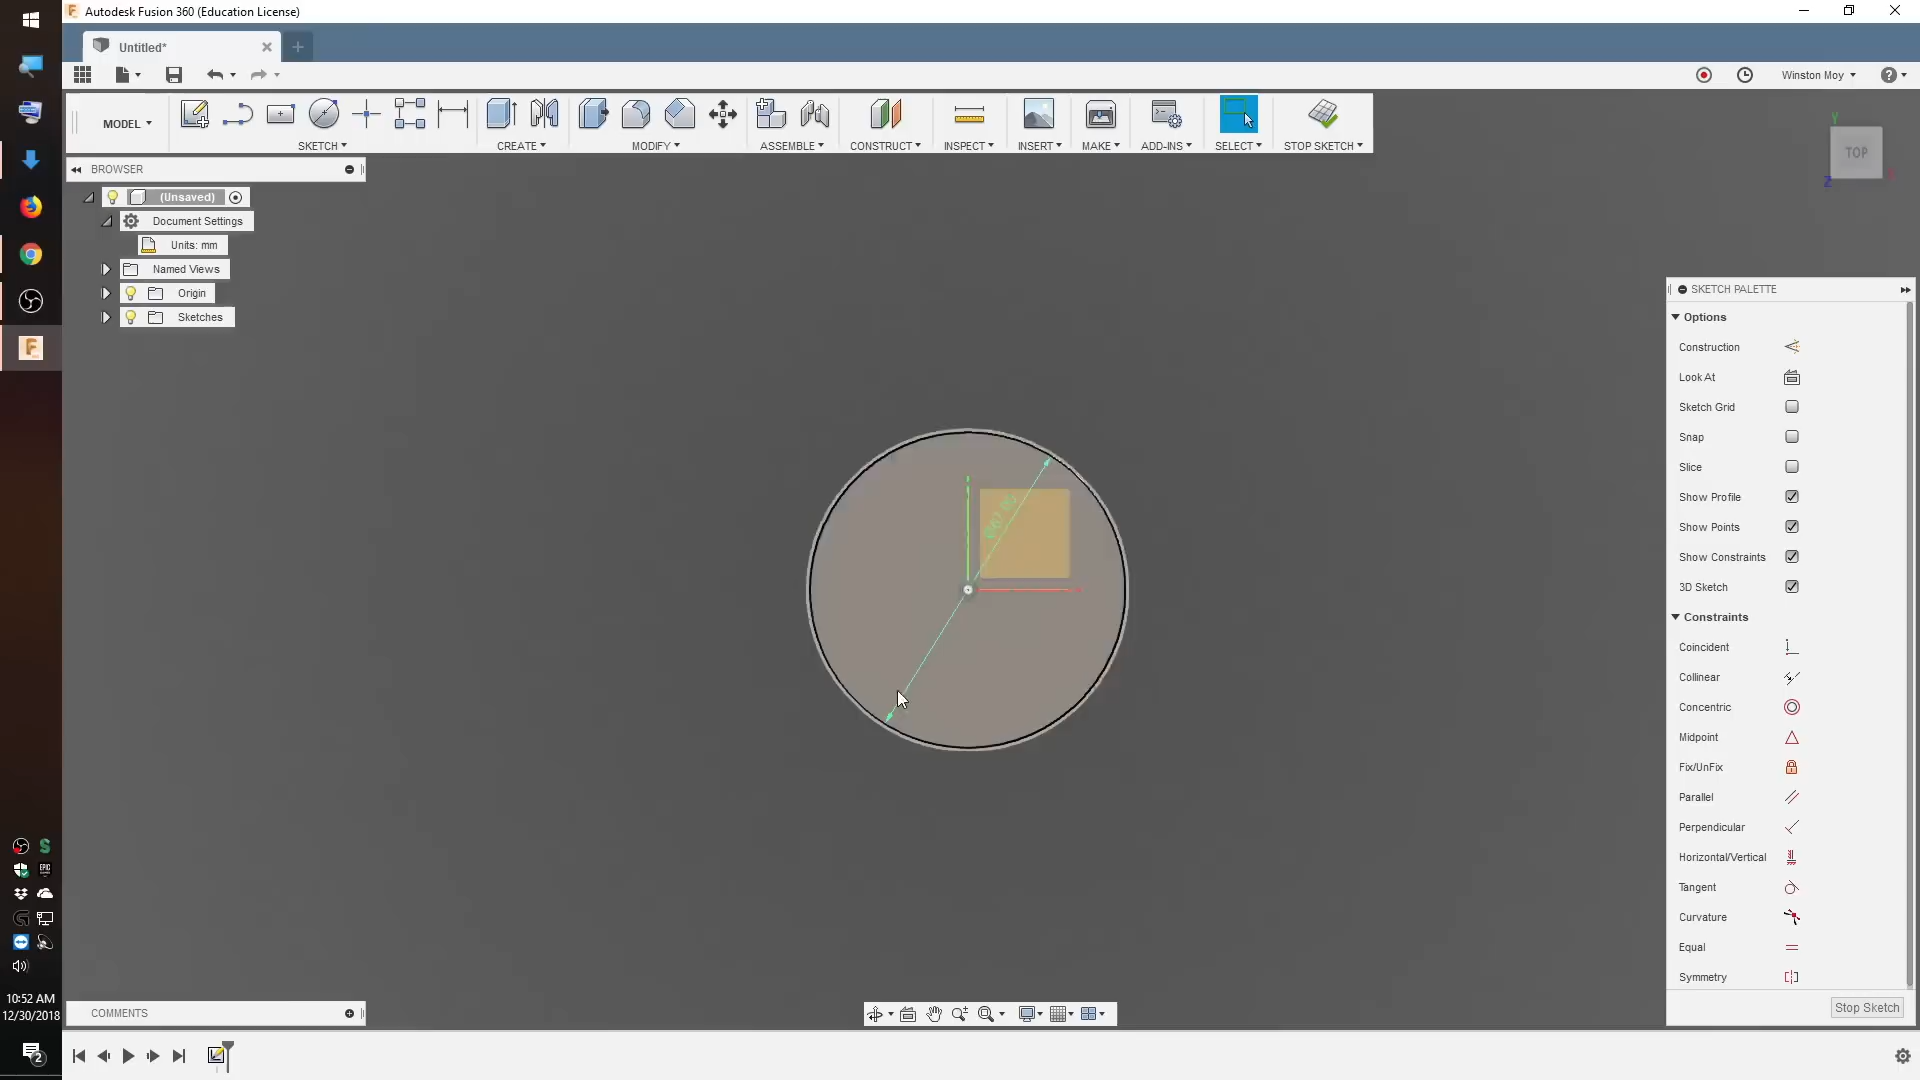 Autodesk Fusion 360 (Education License)
Untitled*
Winston Moy
MODEL
SKETCH
CREATE
MODIFY
ASSEMBLE
CONSTRUCT
INSPECT
INSERT
MAKE
ADD-INS
SELECT
STOP SKETCH
TOP
Y
Z
BROWSER
(Unsaved)
Document Settings
Units: mm
Named Views
Origin
Sketches
SKETCH PALETTE
Options
Construction
Look At
Sketch Grid
Snap
Slice
Show Profile
Show Points
Show Constraints
3D Sketch
Constraints
Coincident
Collinear
Concentric
Midpoint
Fix/UnFix
Parallel
Perpendicular
Horizontal/Vertical
Tangent
Curvature
Equal
Symmetry
Stop Sketch
COMMENTS
10:52 AM
12/30/2018
2